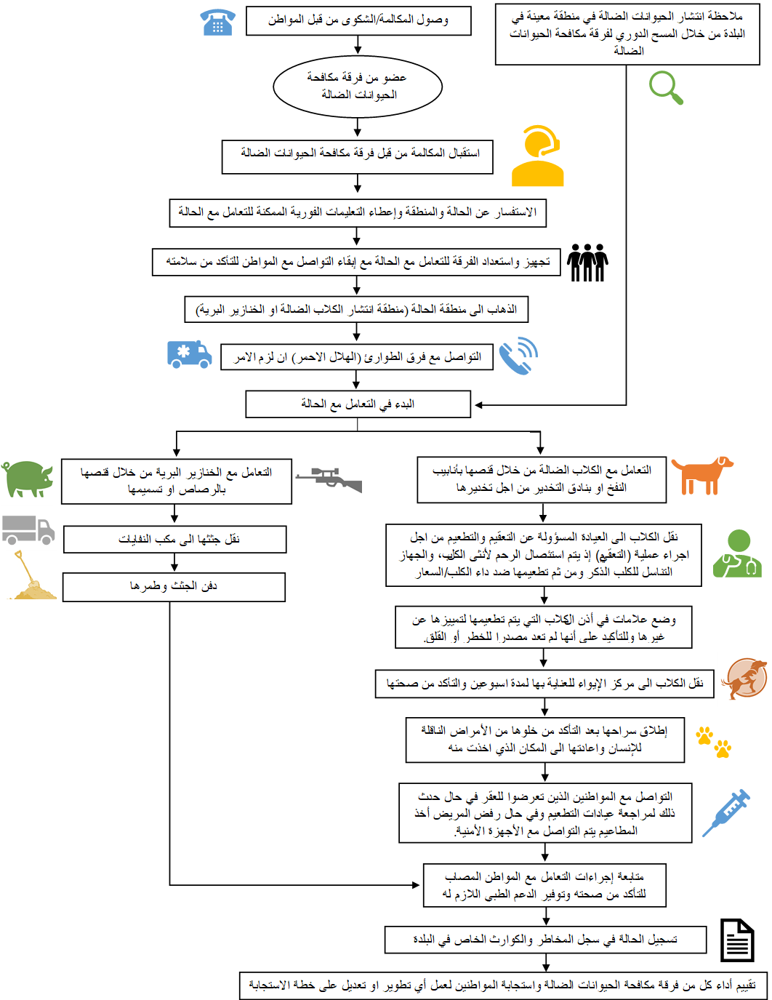 وصول المكالمة/الشكوى من قبل المواطن
ملاحظة انتشار الحيوانات الضالة في منطقة معينة في
البلدة من خلال المسح الدوري لفرقة مكافحة الحيوانات
الضالة
عضو من فرقة مكافحة
الحيوانات الضالة
استقبال المكالمة من قبل فرقة مكافحة الحيوانات الضالة
الاستفسار عن الحالة والمنطقة وإعطاء التعليمات الفورية الممكنة للتعامل مع الحالة
تجهيز واستعداد الفرقة للتعامل مع الحالة مع إبقاء التواصل مع المواطن للتأكد من سلامته
الذهاب الى منطقة الحالة (منطقة انتشار الكلاب الضالة او الخنازير البرية)
التواصل مع فرق الطوارئ (الهلال الاحمر) ان لزم الامر
البدء في التعامل مع الحالة
التعامل مع الكلاب الضالة من خلال قنصها بأنابيب
النفخ او بنادق التخدير من اجل تخديرها
نقل الكلاب الى العيادة المسؤولة عن التعقيم والتطعيم من اجل
اجراء عملية (التعقيم) إذ يتم استئصال الرحم لأنثى الكلب، والجهاز
التناسل للكلب الذكر ومن ثم تطعيمها ضد داء الكلب/السعار
وضع علامات في أذن الكلاب التي يتم تطعيمها لتمييزها عن
غيرها وللتأكيد على أنها لم تعد مصدرا للخطر أو القلق.
نقل الكلاب الى مركز الإيواء للعناية بها لمدة اسبوعين والتأكد من صحتها
إطلاق سراحها بعد التأكد من خلوها من الأمراض الناقلة
للإنسان واعادتها الى المكان الذي اخذت منه
التواصل مع المواطنين الذين تعرضوا للعقر في حال حدث
ذلك لمراجعة عيادات التطعيم وفي حال رفض المريض أخذ
المطاعيم يتم التواصل مع الأجهزة الأمنية.
التعامل مع الخنازير البرية من خلال قنصها
بالرصاص او تسميمها
نقل جثثها الى مكب النفايات
دفن الجثث وطمرها
متابعة إجراءات التعامل مع المواطن المصاب
للتأكد من صحته وتوفير الدعم الطبي اللازم له
تسجيل الحالة في سجل المخاطر والكوارث الخاص في البلدة
تقييم أداء كل من فرقة مكافحة الحيوانات الضالة واستجابة المواطنين لعمل أي تطوير او تعديل على خطة الاستجابة